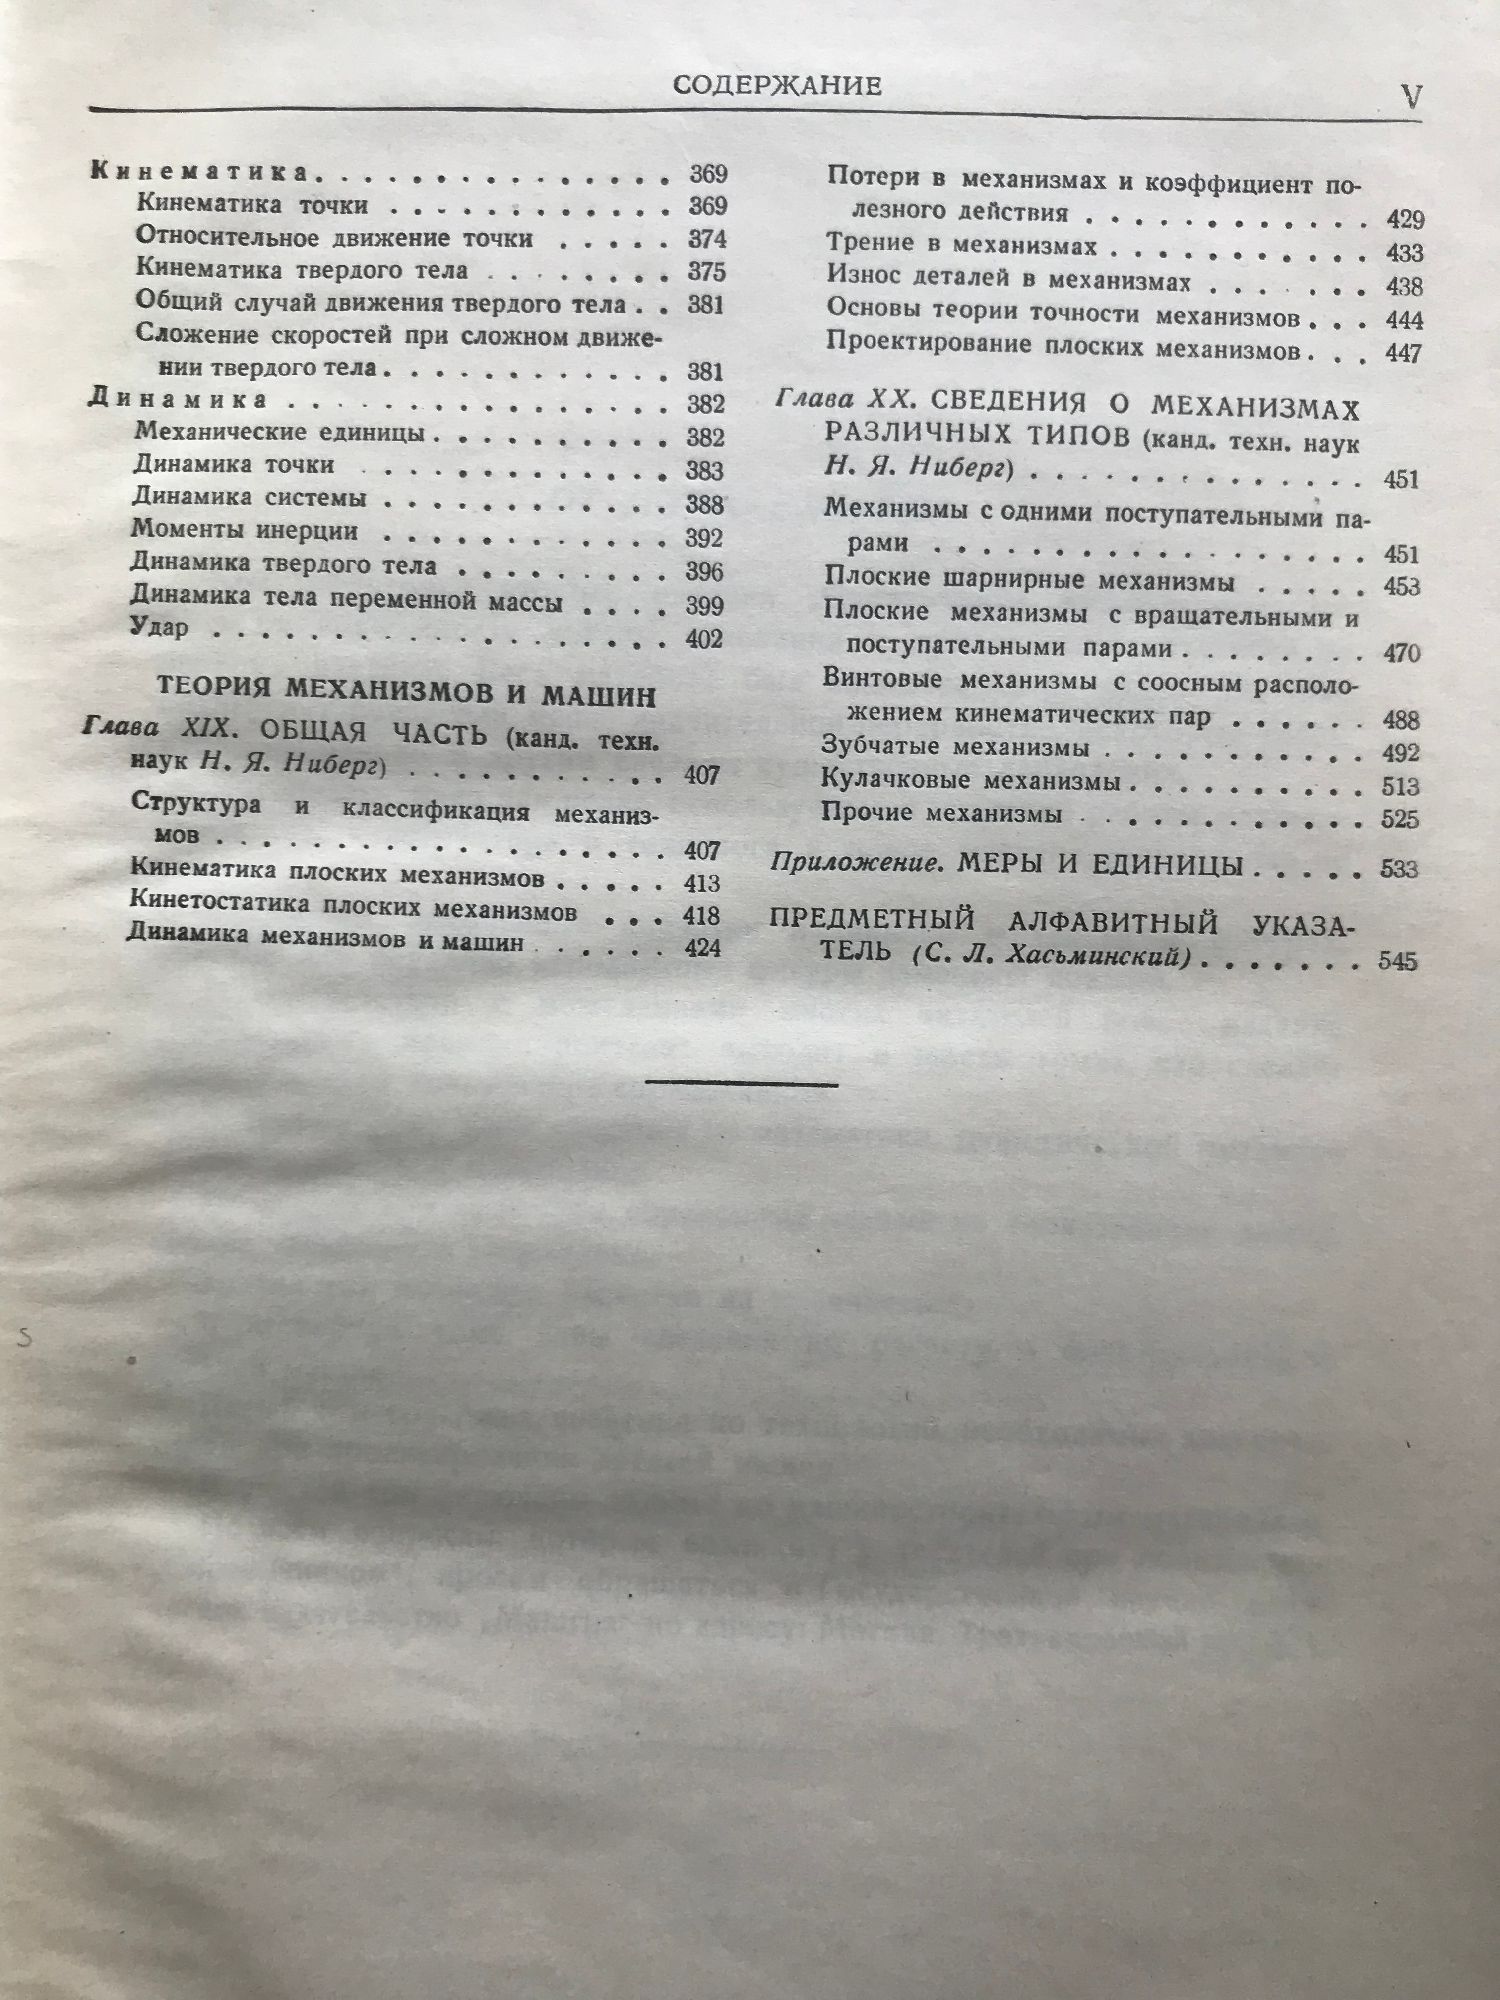 СОДЕРЖАНИЕ
V
Кинематика. . . . . . . . . . . . . . . 369
Кинематика точки . . . . . . . . . . . . 369
Относительное движение точки . . . . . 374
Кинематика твердого тела . . . . . . . . 375
Общий случай движения твердого тела . . 381
Сложение скоростей при сложном движе-
нии твердого тела . . . . . . . . . . . . 381
Динамика . . . . . . . . . . . . . . . . 382
Механические единицы . . . . . . . . . . 382
Динамика точки . . . . . . . . . . . . . 383
Динамика системы . . . . . . . . . . . . 388
Моменты инерции . . . . . . . . . . . . 392
Динамика твердого тела . . . . . . . . . 396
Динамика тела переменной массы . . . . 399
Удар . . . . . . . . . . . . . . . . . . 402
ТЕОРИЯ МЕХАНИЗМОВ И МАШИН
Глава XIX. ОБЩАЯ ЧАСТЬ (канд. техн.
наук Н. Я. Ниберг) . . . . . . . . . . . 407
Структура и классификация механиз-
мов . . . . . . . . . . . . . . . . . . . 407
Кинематика плоских механизмов . . . . . 413
Кинетостатика плоских механизмов . . . 418
Динамика механизмов и машин . . . . . . 424
Потери в механизмах и коэффициент по-
лезного действия . . . . . . . . . . . . 429
Трение в механизмах . . . . . . . . . . . 433
Износ деталей в механизмах . . . . . . . 438
Основы теории точности механизмов . . . 444
Проектирование плоских механизмов . . . 447
Глава XX. СВЕДЕНИЯ О МЕХАНИЗМАХ
РАЗЛИЧНЫХ ТИПОВ (канд. техн. наук
Н. Я. Ниберг) . . . . . . . . . . . . . . 451
Механизмы с одними поступательными па-
рами . . . . . . . . . . . . . . . . . . 451
Плоские шарнирные механизмы . . . . . 453
Плоские механизмы с вращательными и
поступательными парами . . . . . . . . 470
Винтовые механизмы с соосным располо-
жением кинематических пар . . . . . . 488
Зубчатые механизмы . . . . . . . . . . . 492
Кулачковые механизмы . . . . . . . . . . 513
Прочие механизмы . . . . . . . . . . . . 525
Приложение. МЕРЫ И ЕДИНИЦЫ . . . . . 533
ПРЕДМЕТНЫЙ АЛФАВИТНЫЙ УКАЗА-
ТЕЛЬ (С. Л. Хасьминский) . . . . . . . 545